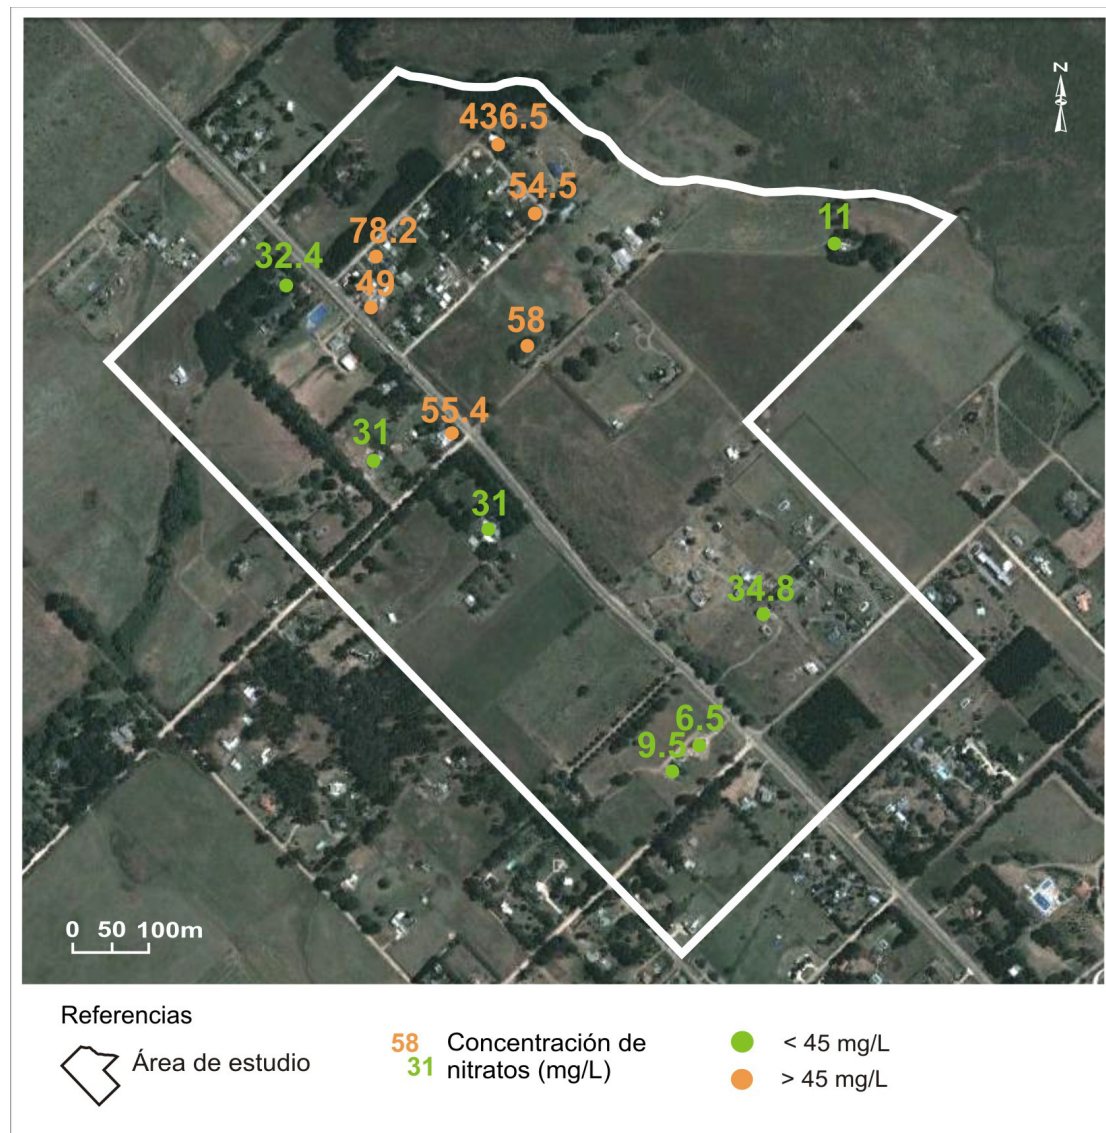 N
436.5
54.5
11
78.2
32.4
49
58
55.4
31
31
34.8
6.5
9.5
0 50 100m
Referencias
Área de estudio
58
31
Concentración de
nitratos (mg/L)
< 45 mg/L
> 45 mg/L